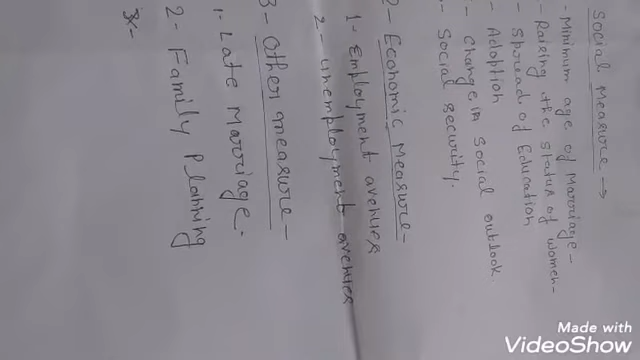 Social Measure →
- Minimum age of Marriage -
- Raising the status of women -
- Spread of Education
- Adoption
- Change in Social outlook.
- Social security.
2- Economic Measure -
1- Employment avenues
2- unemployment avenues
3- Other measure -
1- Late marriage.
2- Family Planning
3x-
Made with
VideoShow